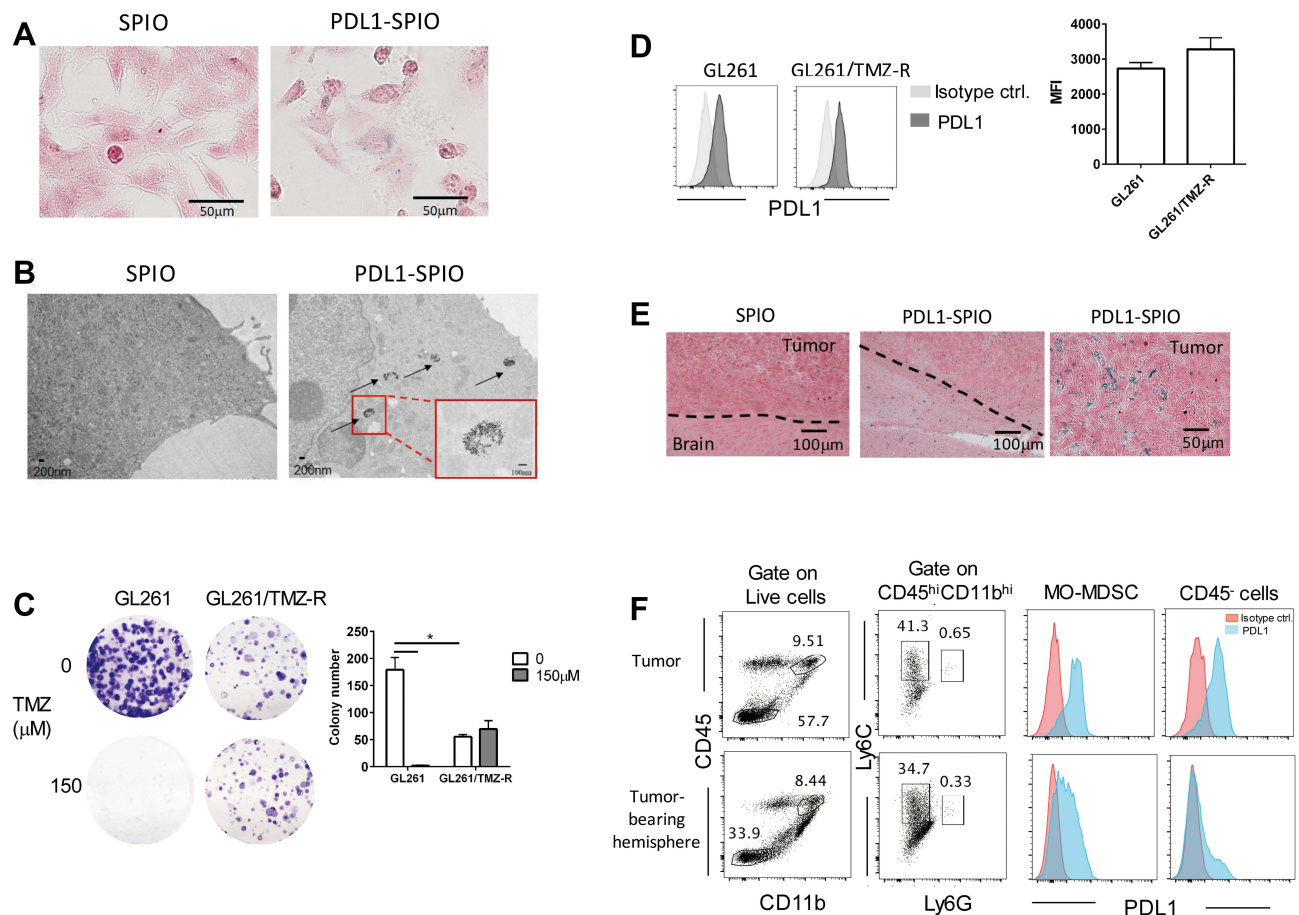 A
SPIO
PDL1-SPIO
50μm
50μm
B
SPIO
PDL1-SPIO
200nm
200nm
100nm
C
GL261
GL261/TMZ-R
0
TMZ
(μM)
150
Colony number
250
200
150
100
50
0
*
0
150μM
GL261
GL261/TMZ-R
D
GL261
GL261/TMZ-R
Isotype ctrl.
PDL1
PDL1
MFI
4000
3000
2000
1000
0
GL261
GL261/TMZ-R
E
SPIO
PDL1-SPIO
PDL1-SPIO
Tumor
Brain
100μm
100μm
Tumor
50μm
F
Gate on
Live cells
Gate on
CD45hiCD11bhi
MO-MDSC
CD45- cells
Tumor
9.51
57.7
41.3
0.65
Isotype ctrl.
PDL1
CD45
Ly6C
Tumor-
bearing
hemisphere
8.44
33.9
34.7
0.33
CD11b
Ly6G
PDL1